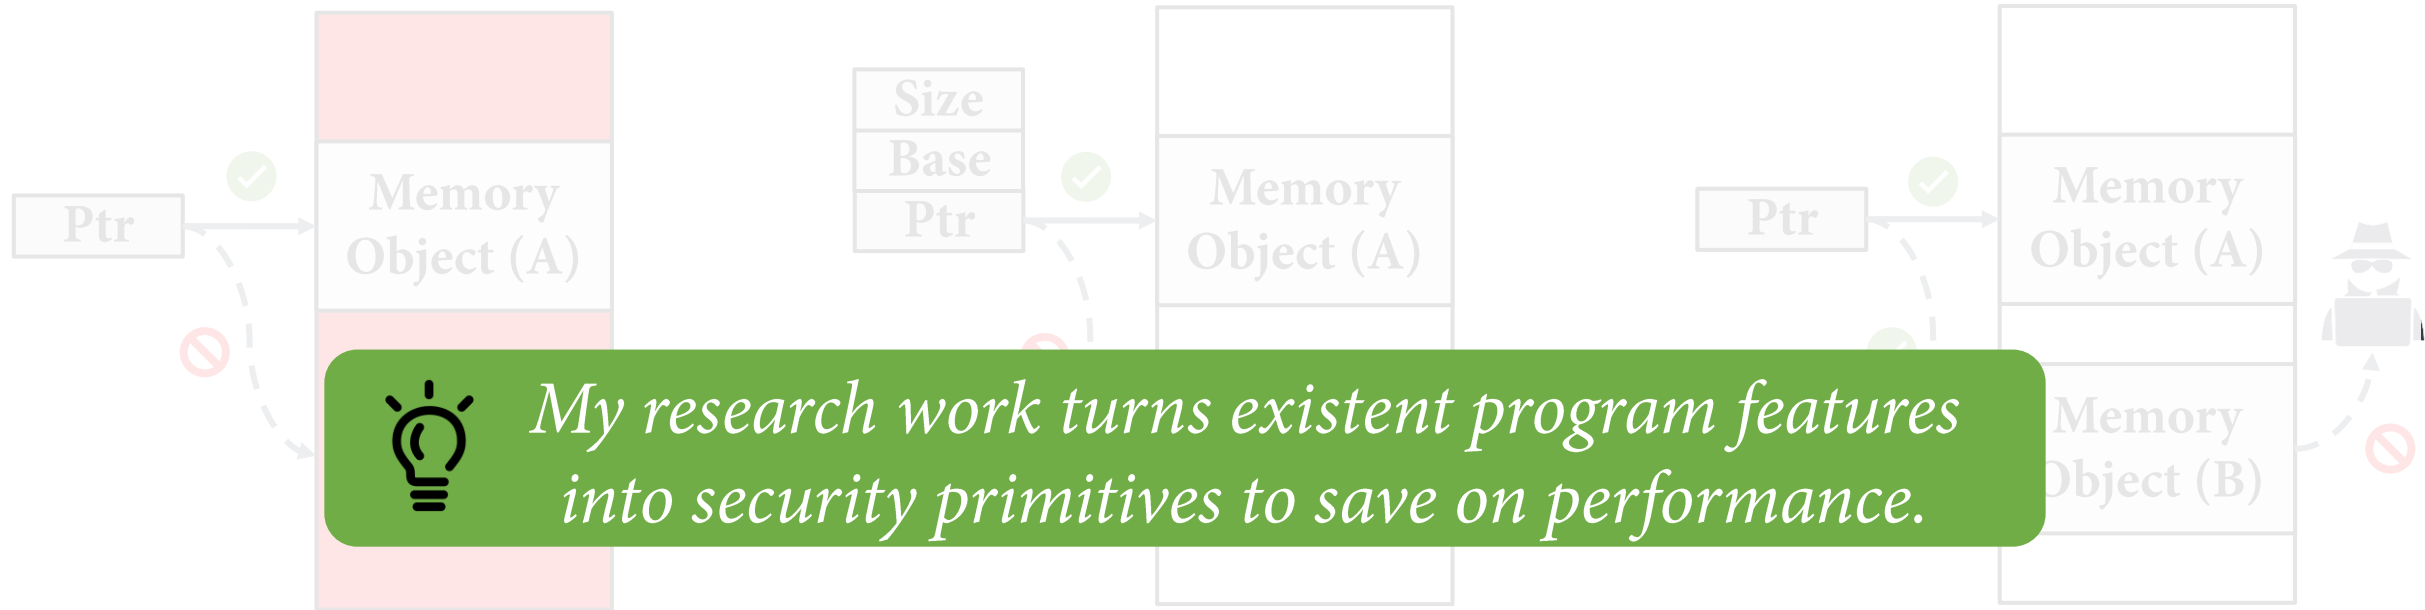 Ptr
Memory
Object (A)
Size
Base
Ptr
Memory
Object (A)
Ptr
Memory
Object (A)
Memory
Object (B)
My research work turns existent program features
into security primitives to save on performance.